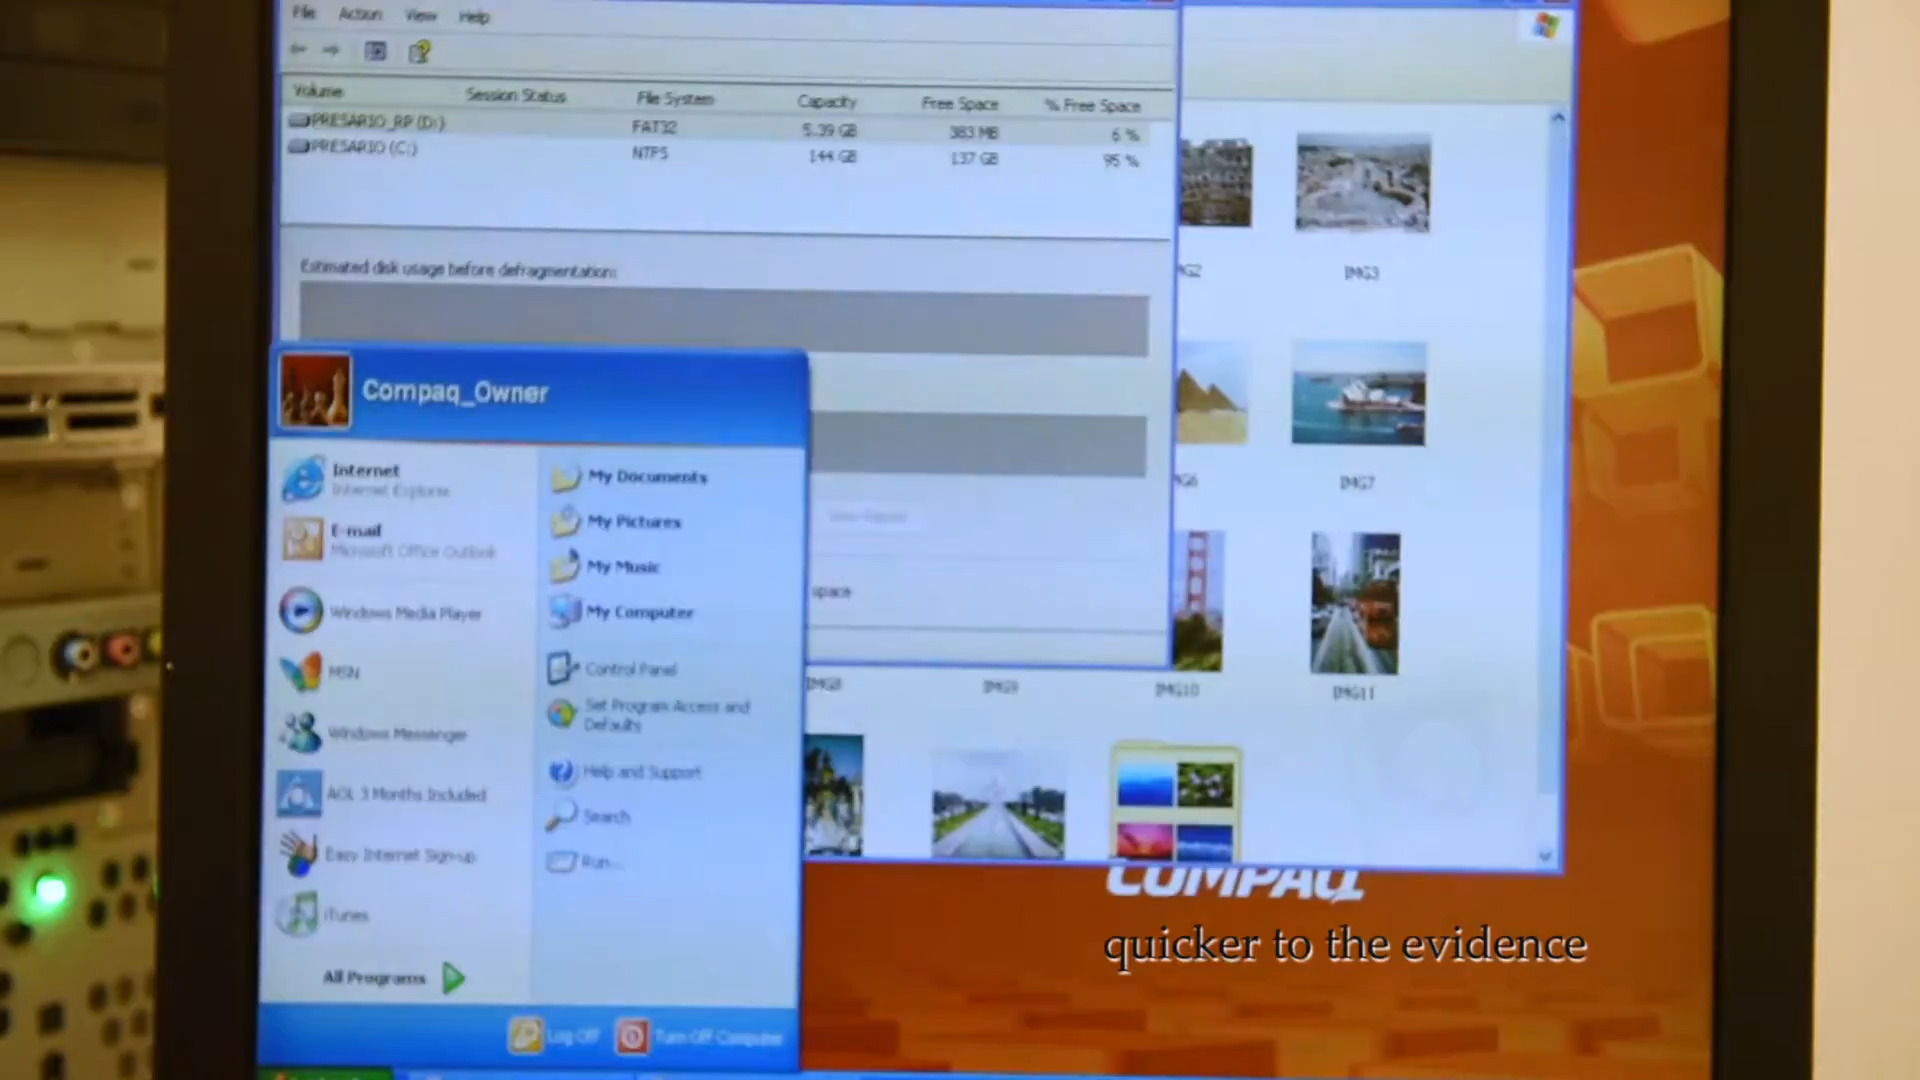 File Action View Help
Volume Session Status File System Capacity Free Space % Free Space
PRESARIO_RP (D:) FAT32 5.39 GB 383 MB 6 %
PRESARIO (C:) NTFS 144 GB 137 GB 95 %
Estimated disk usage before defragmentation:
space
IMG3
IMG7
IMG8 IMG9 IMG10 IMG11
Compaq_Owner
Internet
Internet Explorer
E-mail
Microsoft Office Outlook
Windows Media Player
MSN
Windows Messenger
AOL 3 Months Included
Easy Internet Sign-up
iTunes
All Programs
My Documents
My Pictures
My Music
My Computer
Control Panel
Set Program Access and
Defaults
Help and Support
Search
Run...
Log Off Turn Off Computer
COMPAQ
quicker to the evidence